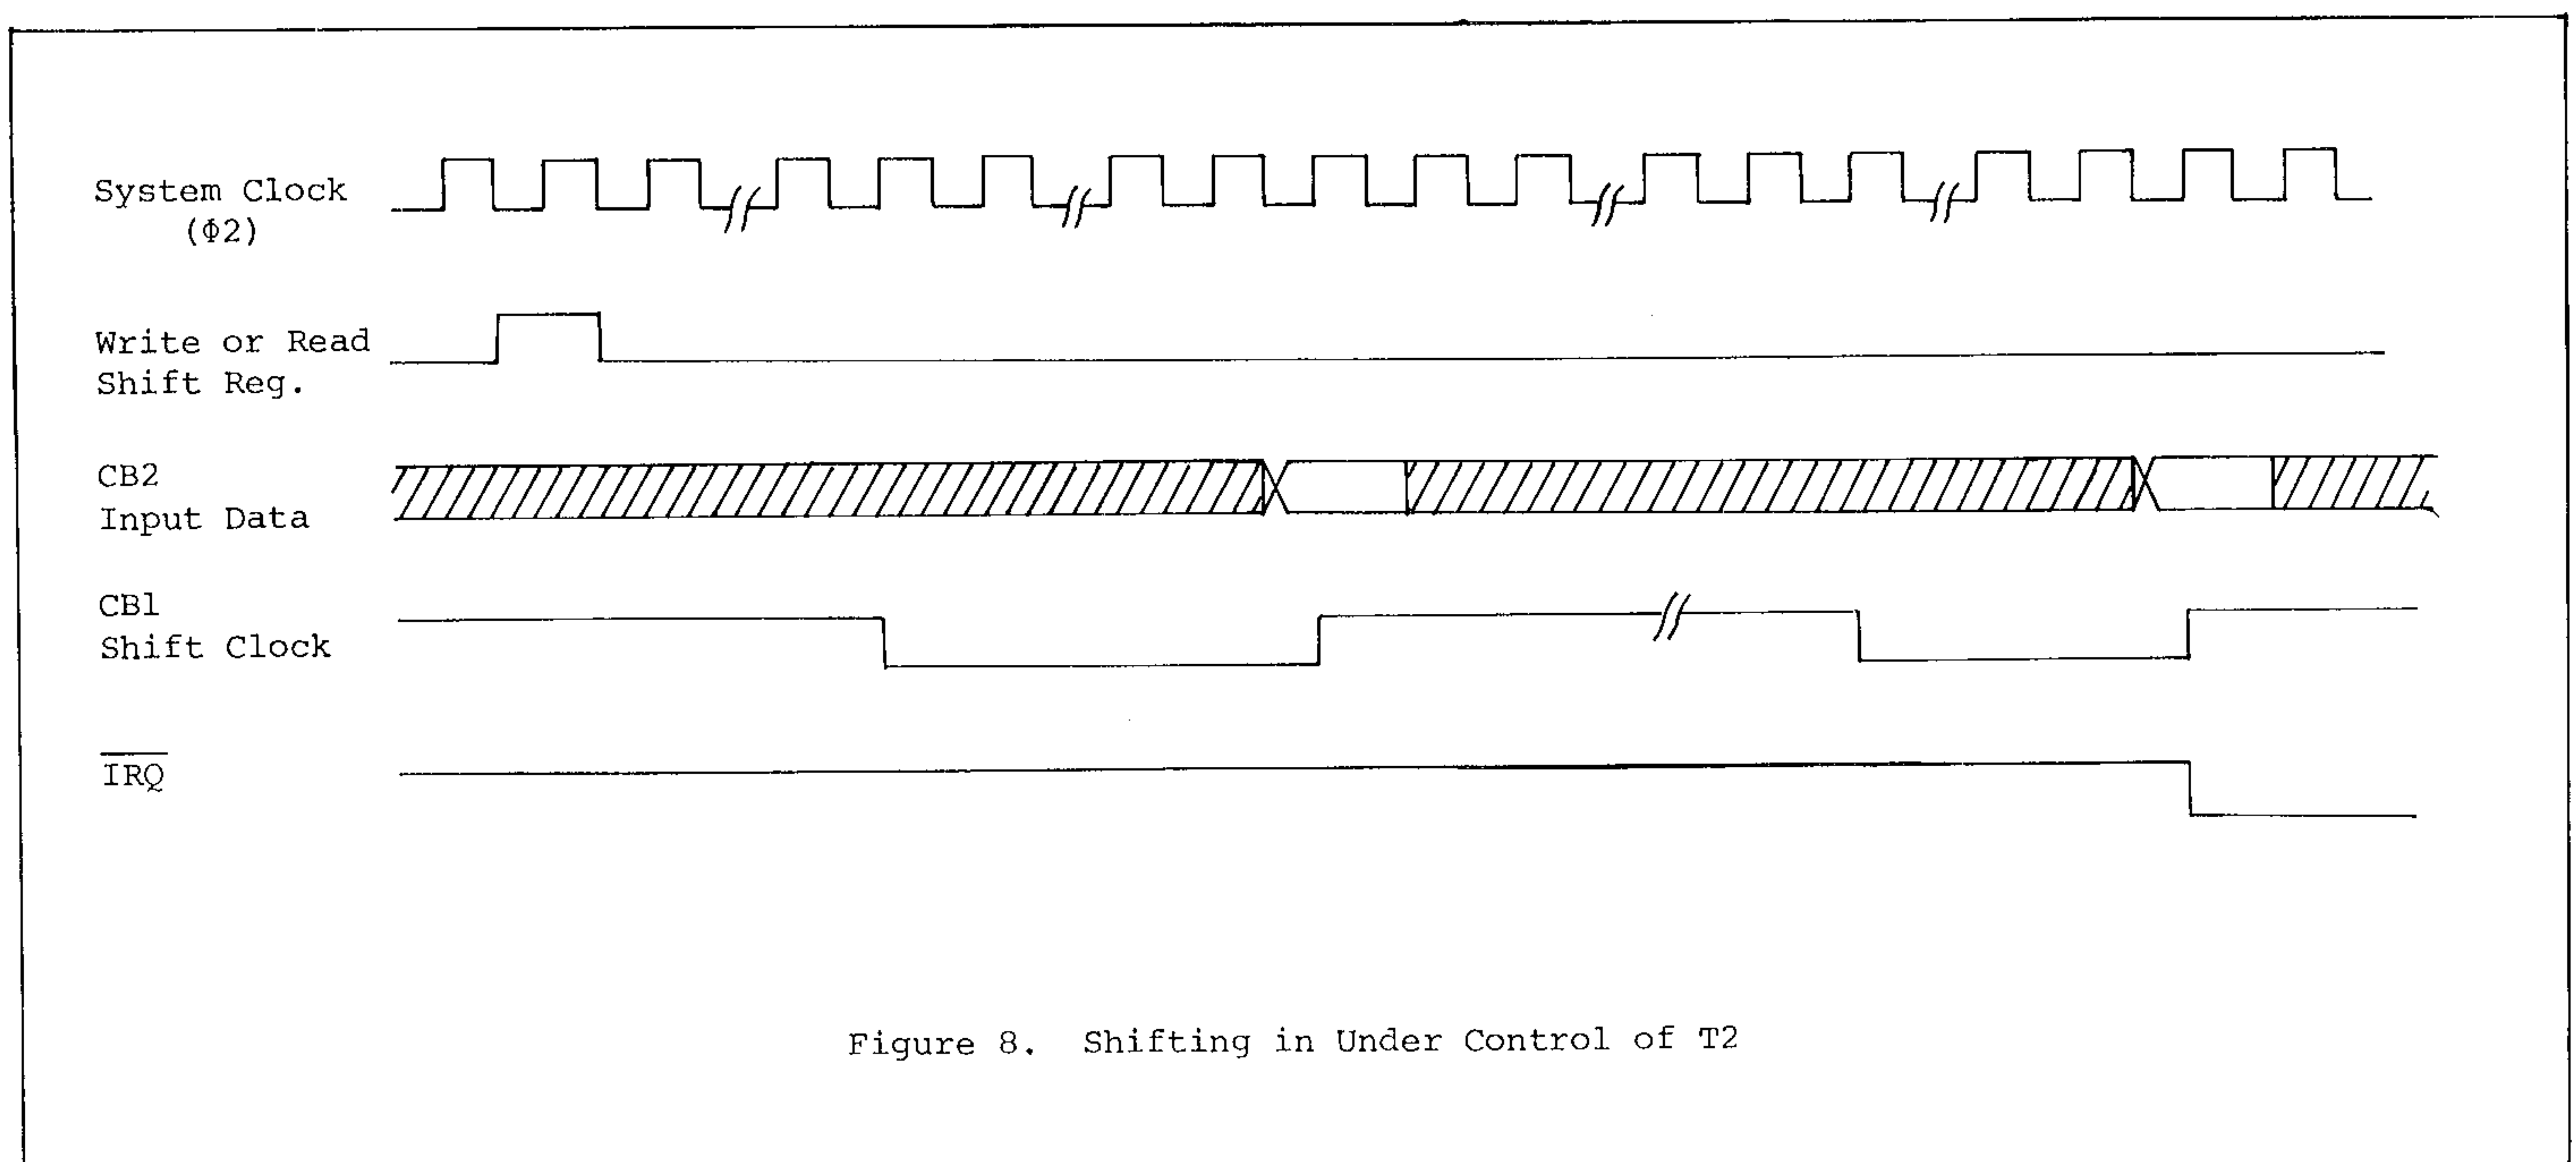 System Clock
(Φ2)
Write or Read
Shift Reg.
CB2
Input Data
CB1
Shift Clock
IRQ
Figure 8. Shifting in Under Control of T2